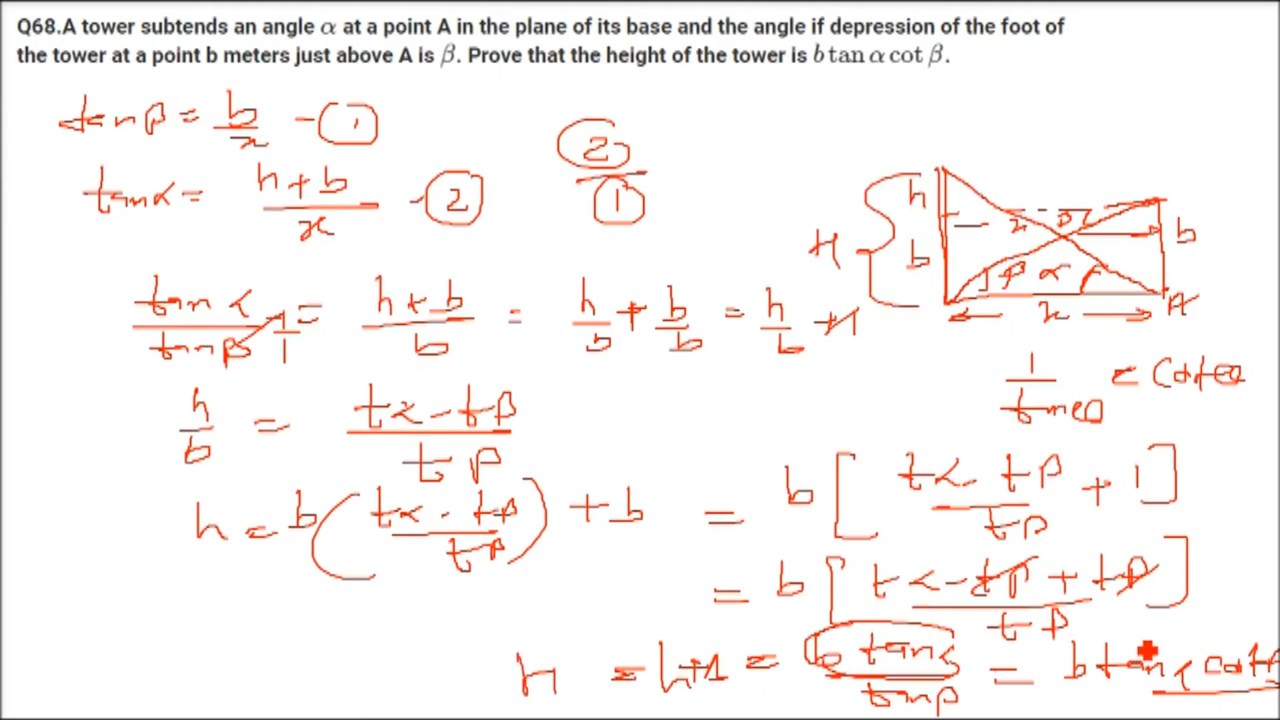 Q68.A tower subtends an angle α at a point A in the plane of its base and the angle if depression of the foot of
the tower at a point b meters just above A is β. Prove that the height of the tower is b tan α cot β.
tanβ = b/x - ①
tanα = h+b/x - ②
②/①
h
b
H
x
x
b
β α
x
A
tan α/tanβ = h+b/b = h/b + b/b = h/b + 1
1/tanθ = cotθ
h/b = tα-tβ/tβ
h = b(tα - tβ/tβ) + b = b[tα - tβ/tβ + 1]
= b[tα-tβ + tβ/tβ]
= b tanα/tanβ = b tanα cotβ